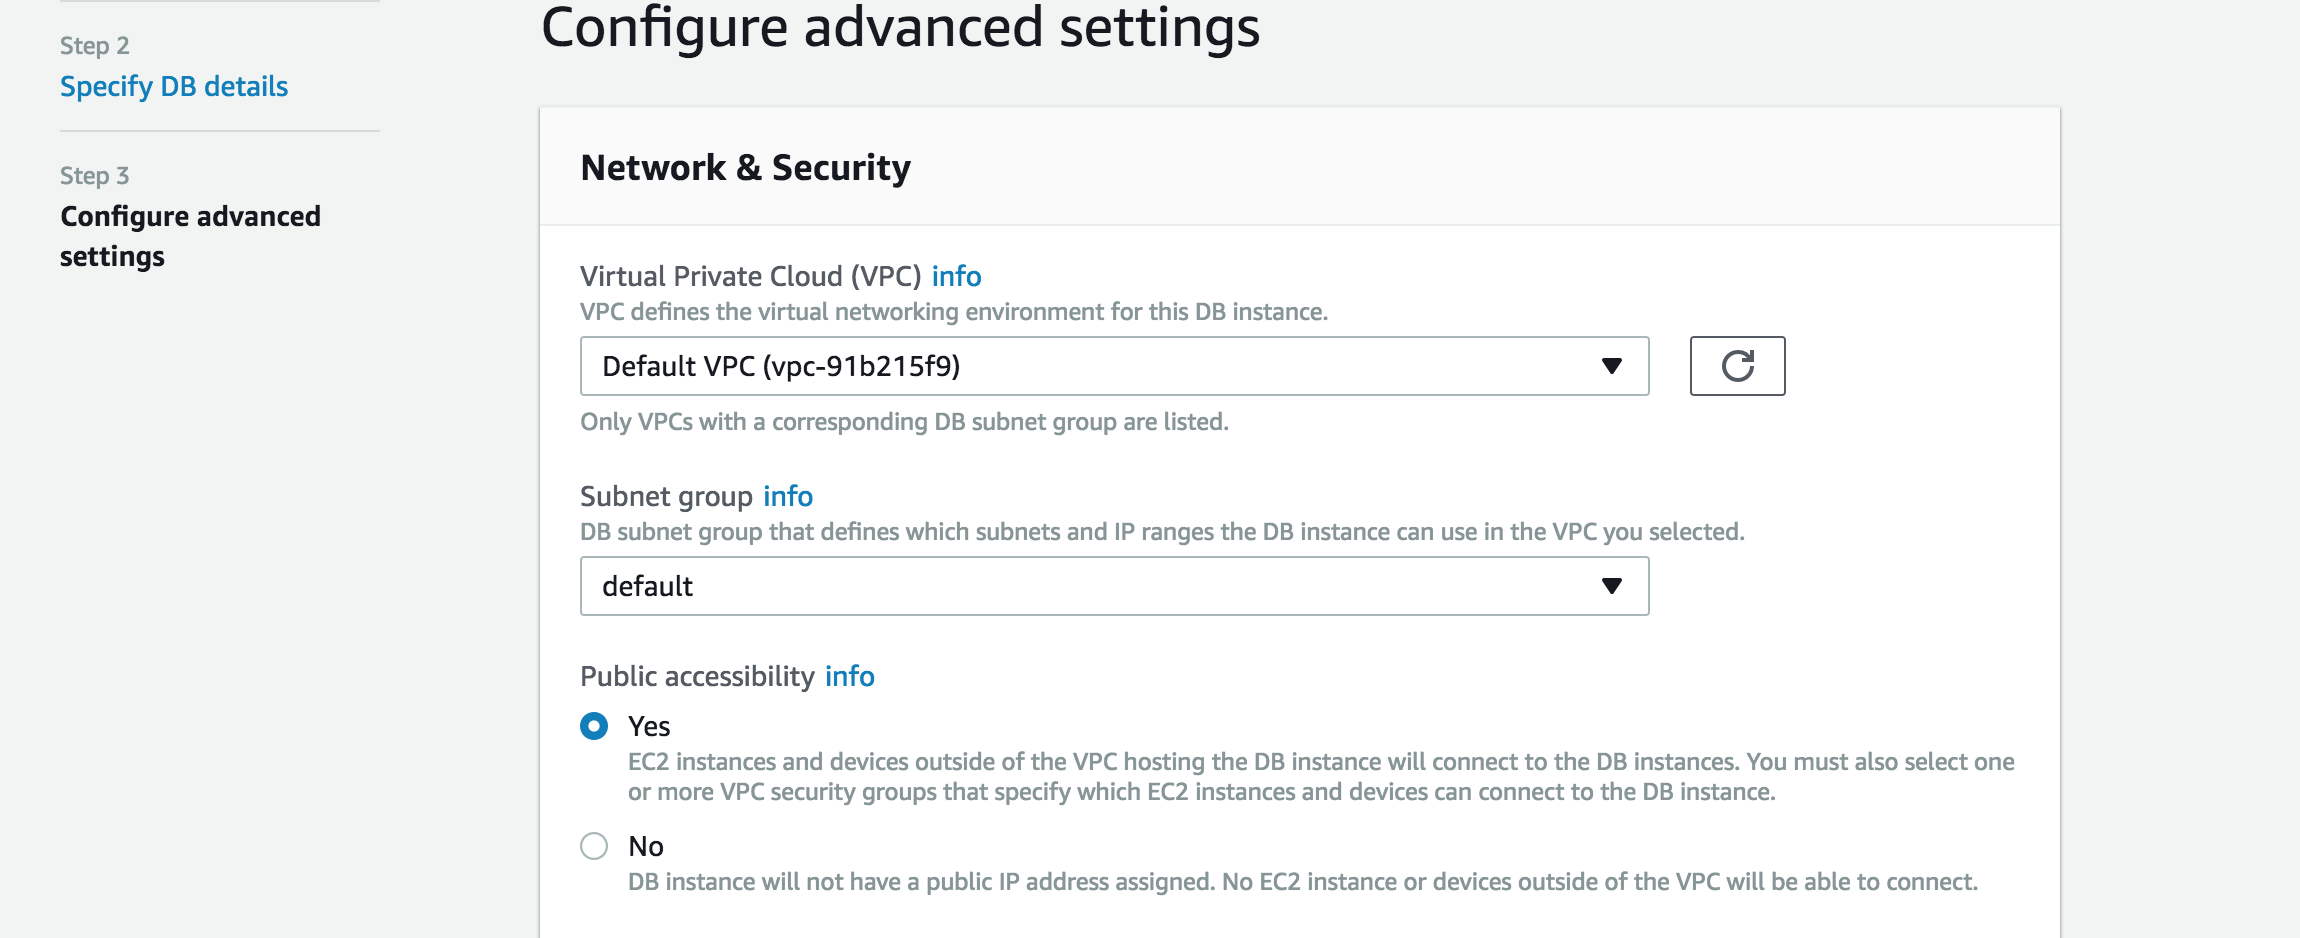 Step 2
Specify DB details
Step 3
Configure advanced
settings
Configure advanced settings
Network & Security
Virtual Private Cloud (VPC) info
VPC defines the virtual networking environment for this DB instance.
Default VPC (vpc-91b215f9)
Only VPCs with a corresponding DB subnet group are listed.
Subnet group info
DB subnet group that defines which subnets and IP ranges the DB instance can use in the VPC you selected.
default
Public accessibility info
Yes
EC2 instances and devices outside of the VPC hosting the DB instance will connect to the DB instances. You must also select one
or more VPC security groups that specify which EC2 instances and devices can connect to the DB instance.
No
DB instance will not have a public IP address assigned. No EC2 instance or devices outside of the VPC will be able to connect.